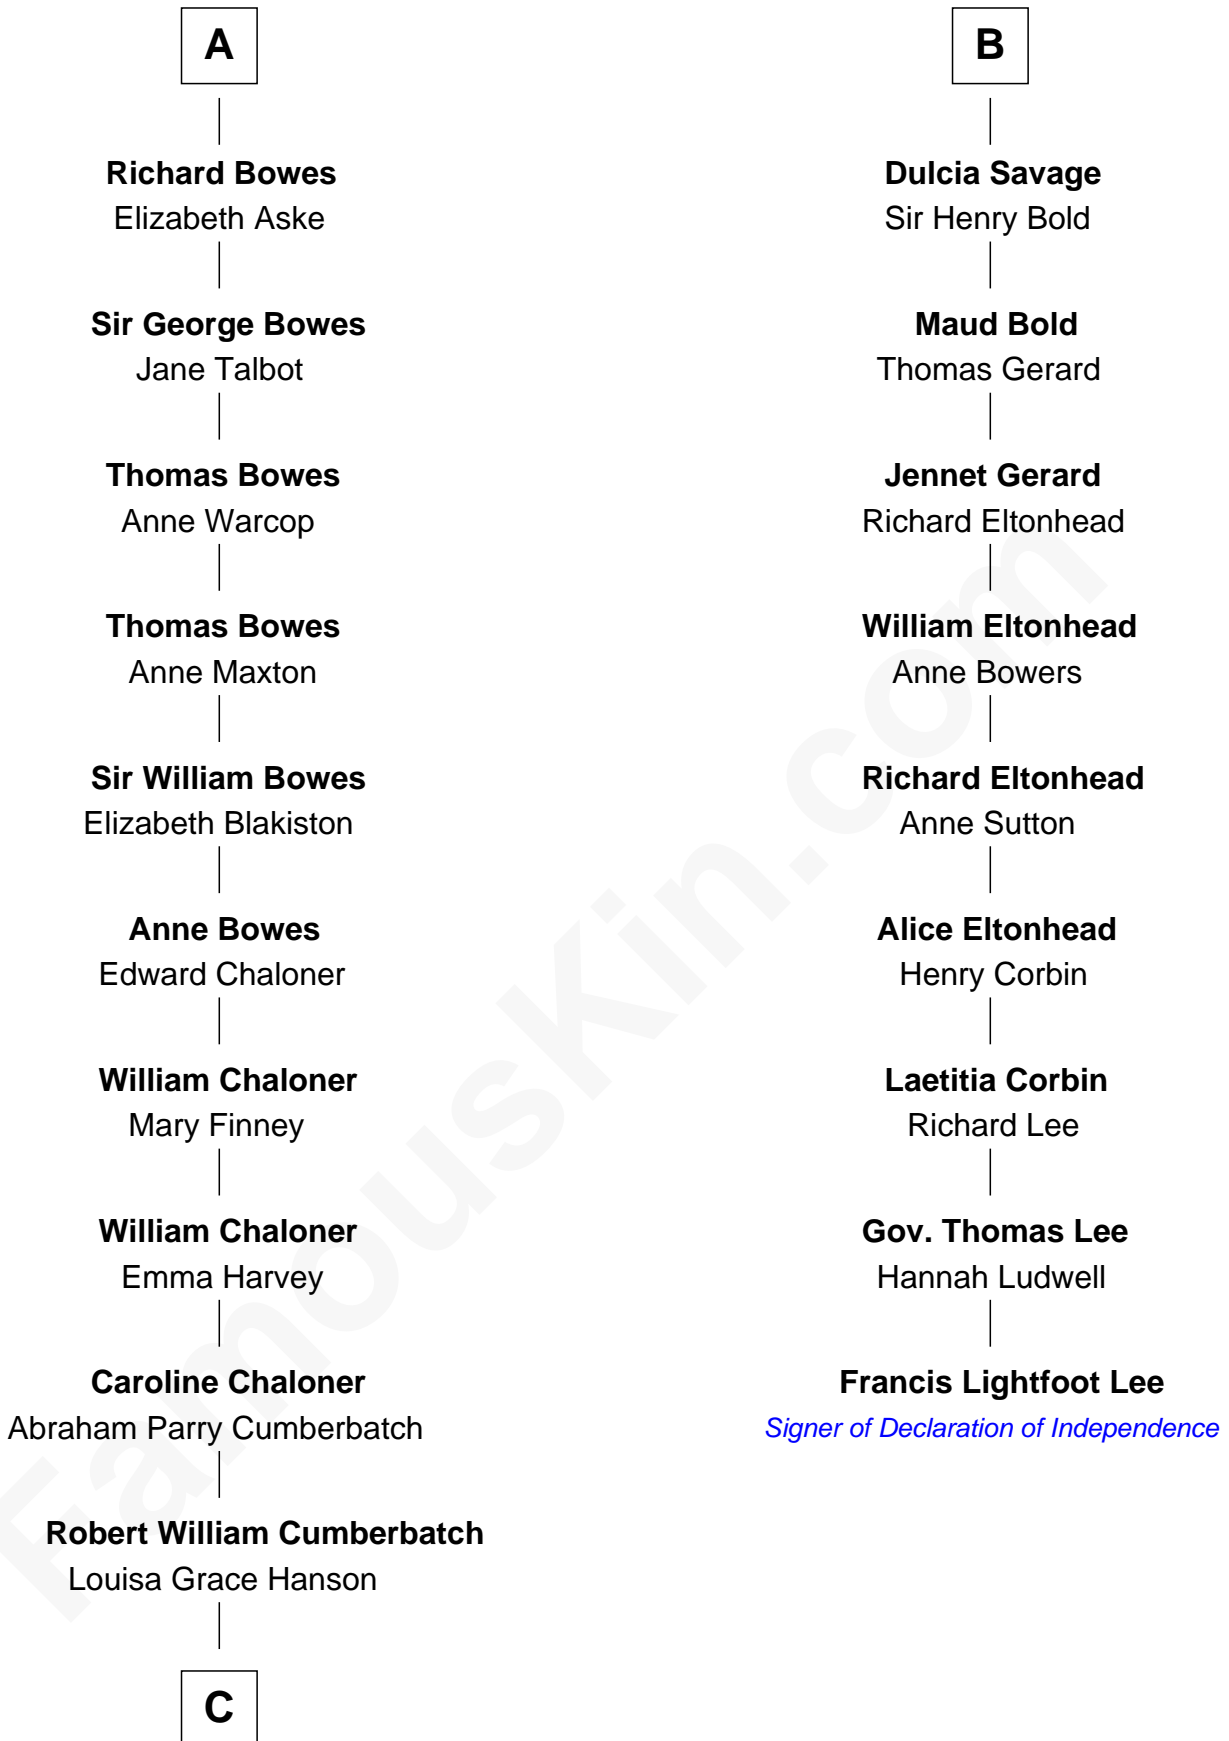 A
Richard Bowes
Elizabeth Aske
Sir George Bowes
Jane Talbot
Thomas Bowes
Anne Warcop
Thomas Bowes
Anne Maxton
Sir William Bowes
Elizabeth Blakiston
Anne Bowes
Edward Chaloner
William Chaloner
Mary Finney
William Chaloner
Emma Harvey
Caroline Chaloner
Abraham Parry Cumberbatch
Robert William Cumberbatch
Louisa Grace Hanson
C
B
Dulcia Savage
Sir Henry Bold
Maud Bold
Thomas Gerard
Jennet Gerard
Richard Eltonhead
William Eltonhead
Anne Bowers
Richard Eltonhead
Anne Sutton
Alice Eltonhead
Henry Corbin
Laetitia Corbin
Richard Lee
Gov. Thomas Lee
Hannah Ludwell
Francis Lightfoot Lee
Signer of Declaration of Independence
FamousKin.com